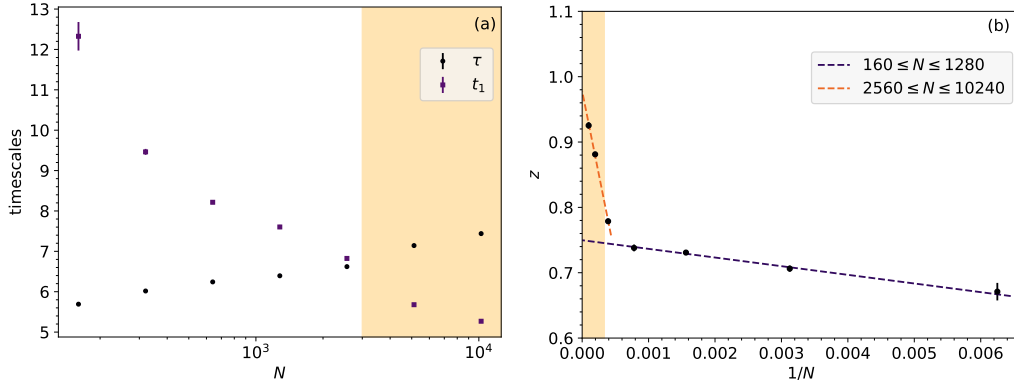 13
12
11
10
9
8
7
6
5
timescales
10³
10⁴
N
(a)
τ
t₁
1.1
1.0
0.9
0.8
0.7
0.6
z
0.000
0.001
0.002
0.003
0.004
0.005
0.006
1/N
(b)
160 ≤ N ≤ 1280
2560 ≤ N ≤ 10240